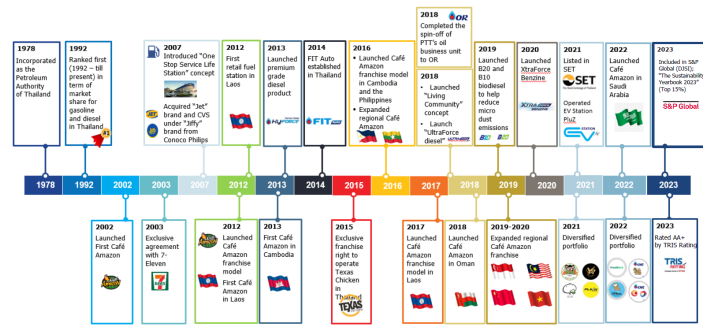 1978
Incorporated
as the
Petroleum
Authority
of Thailand
1992
Ranked first
(1992 – till
present) in
term of
market
share for
gasoline
and diesel
in Thailand
#1
2007
Introduced "One
Stop Service Life
Station" concept
Acquired "Jet"
brand and CVS
under "Jiffy"
brand from
Conoco Philips
2012
First
retail fuel
station in
Laos
2013
Launched
premium
grade
diesel
product
HYFORCE
2014
FIT Auto
established in
Thailand
FIT
2016
• Launched Café
Amazon
franchise model
in Cambodia
and the
Philippines
• Expanded
regional Café
Amazon
2018
OR
Completed the
spin-off of
PTT's oil
business unit
to OR
2018
• Launched
"Living
Community"
concept
• Launch
"UltraForce
diesel"
2019
Launched
B20 and
B10
biodiesel to
help reduce
micro
dust emissions
2020
Launched
XtraForce
Benzine
2021
Listed in
SET
SET
Operated
EV Station
PluZ
STATION
2022
Launched
Café
Amazon in
Saudi
Arabia
2023
Included in S&P
Global (DJSI);
"The Sustainability
Yearbook 2023"
(Top 15%)
S&P Global
1978
1992
2002
2003
2007
2012
2013
2014
2015
2016
2017
2018
2019
2020
2021
2022
2023
2002
Launched
First Café
Amazon
2003
Exclusive
agreement
with 7-
Eleven
7
2012
Launched
Café
Amazon
franchise
model
in Laos
First Café
Amazon
in Laos
2013
First Café
Amazon in
Cambodia
2015
Exclusive
franchise
right to
operate
Texas
Chicken
in
Thailand
TEXAS
2017
Launched
Café
Amazon
franchise
model in
Laos
2018
Launched
Café
Amazon
in Oman
2019-2020
Expanded regional
Café Amazon
franchise
2021
Diversified
portfolio
2022
Diversified
portfolio
2023
Rated AA+
by TRIS Rating
TRIS
RATING